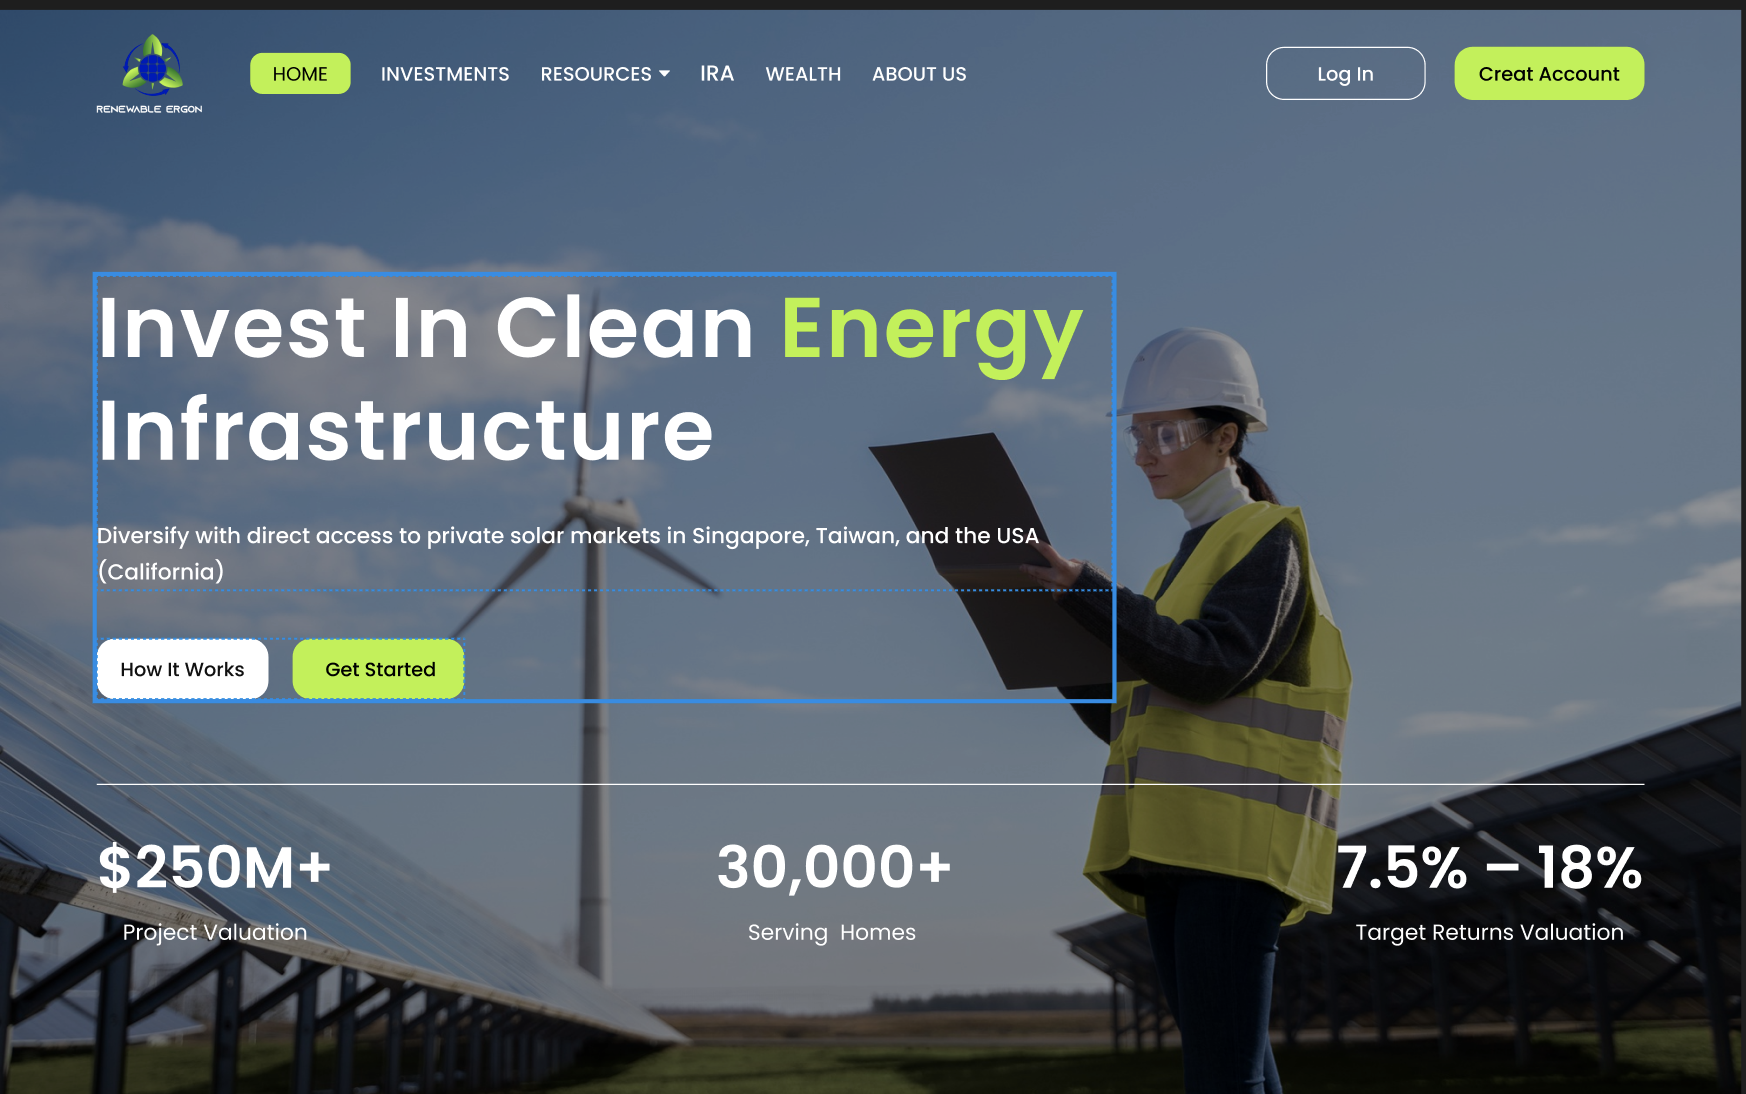 RENEWABLE ERGON
HOME
INVESTMENTS
RESOURCES
IRA
WEALTH
ABOUT US
Log In
Creat Account
Invest In Clean Energy
Infrastructure
Diversify with direct access to private solar markets in Singapore, Taiwan, and the USA
(California)
How It Works
Get Started
$250M+
30,000+
7.5% – 18%
Project Valuation
Serving Homes
Target Returns Valuation